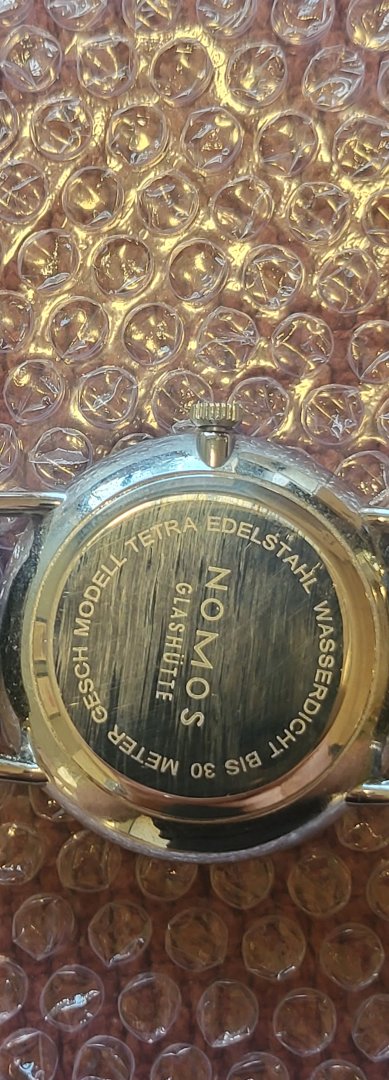 NOMOS
GLASHÜTTE
GESCH MODELL TETRA EDELSTAHL WASSERDICHT BIS 30 METER